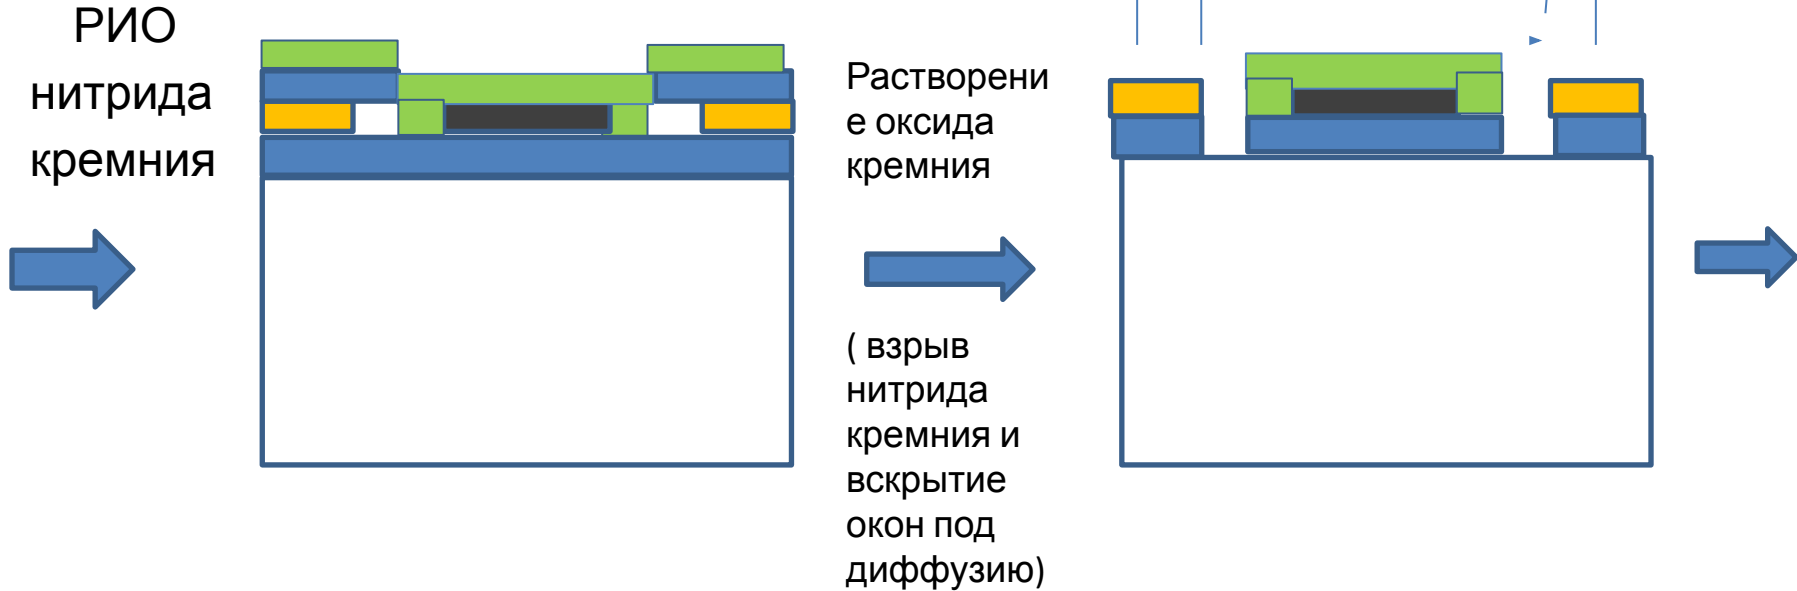 РИО
нитрида
кремния
Растворени
е оксида
кремния
( взрыв
нитрида
кремния и
вскрытие
окон под
диффузию)